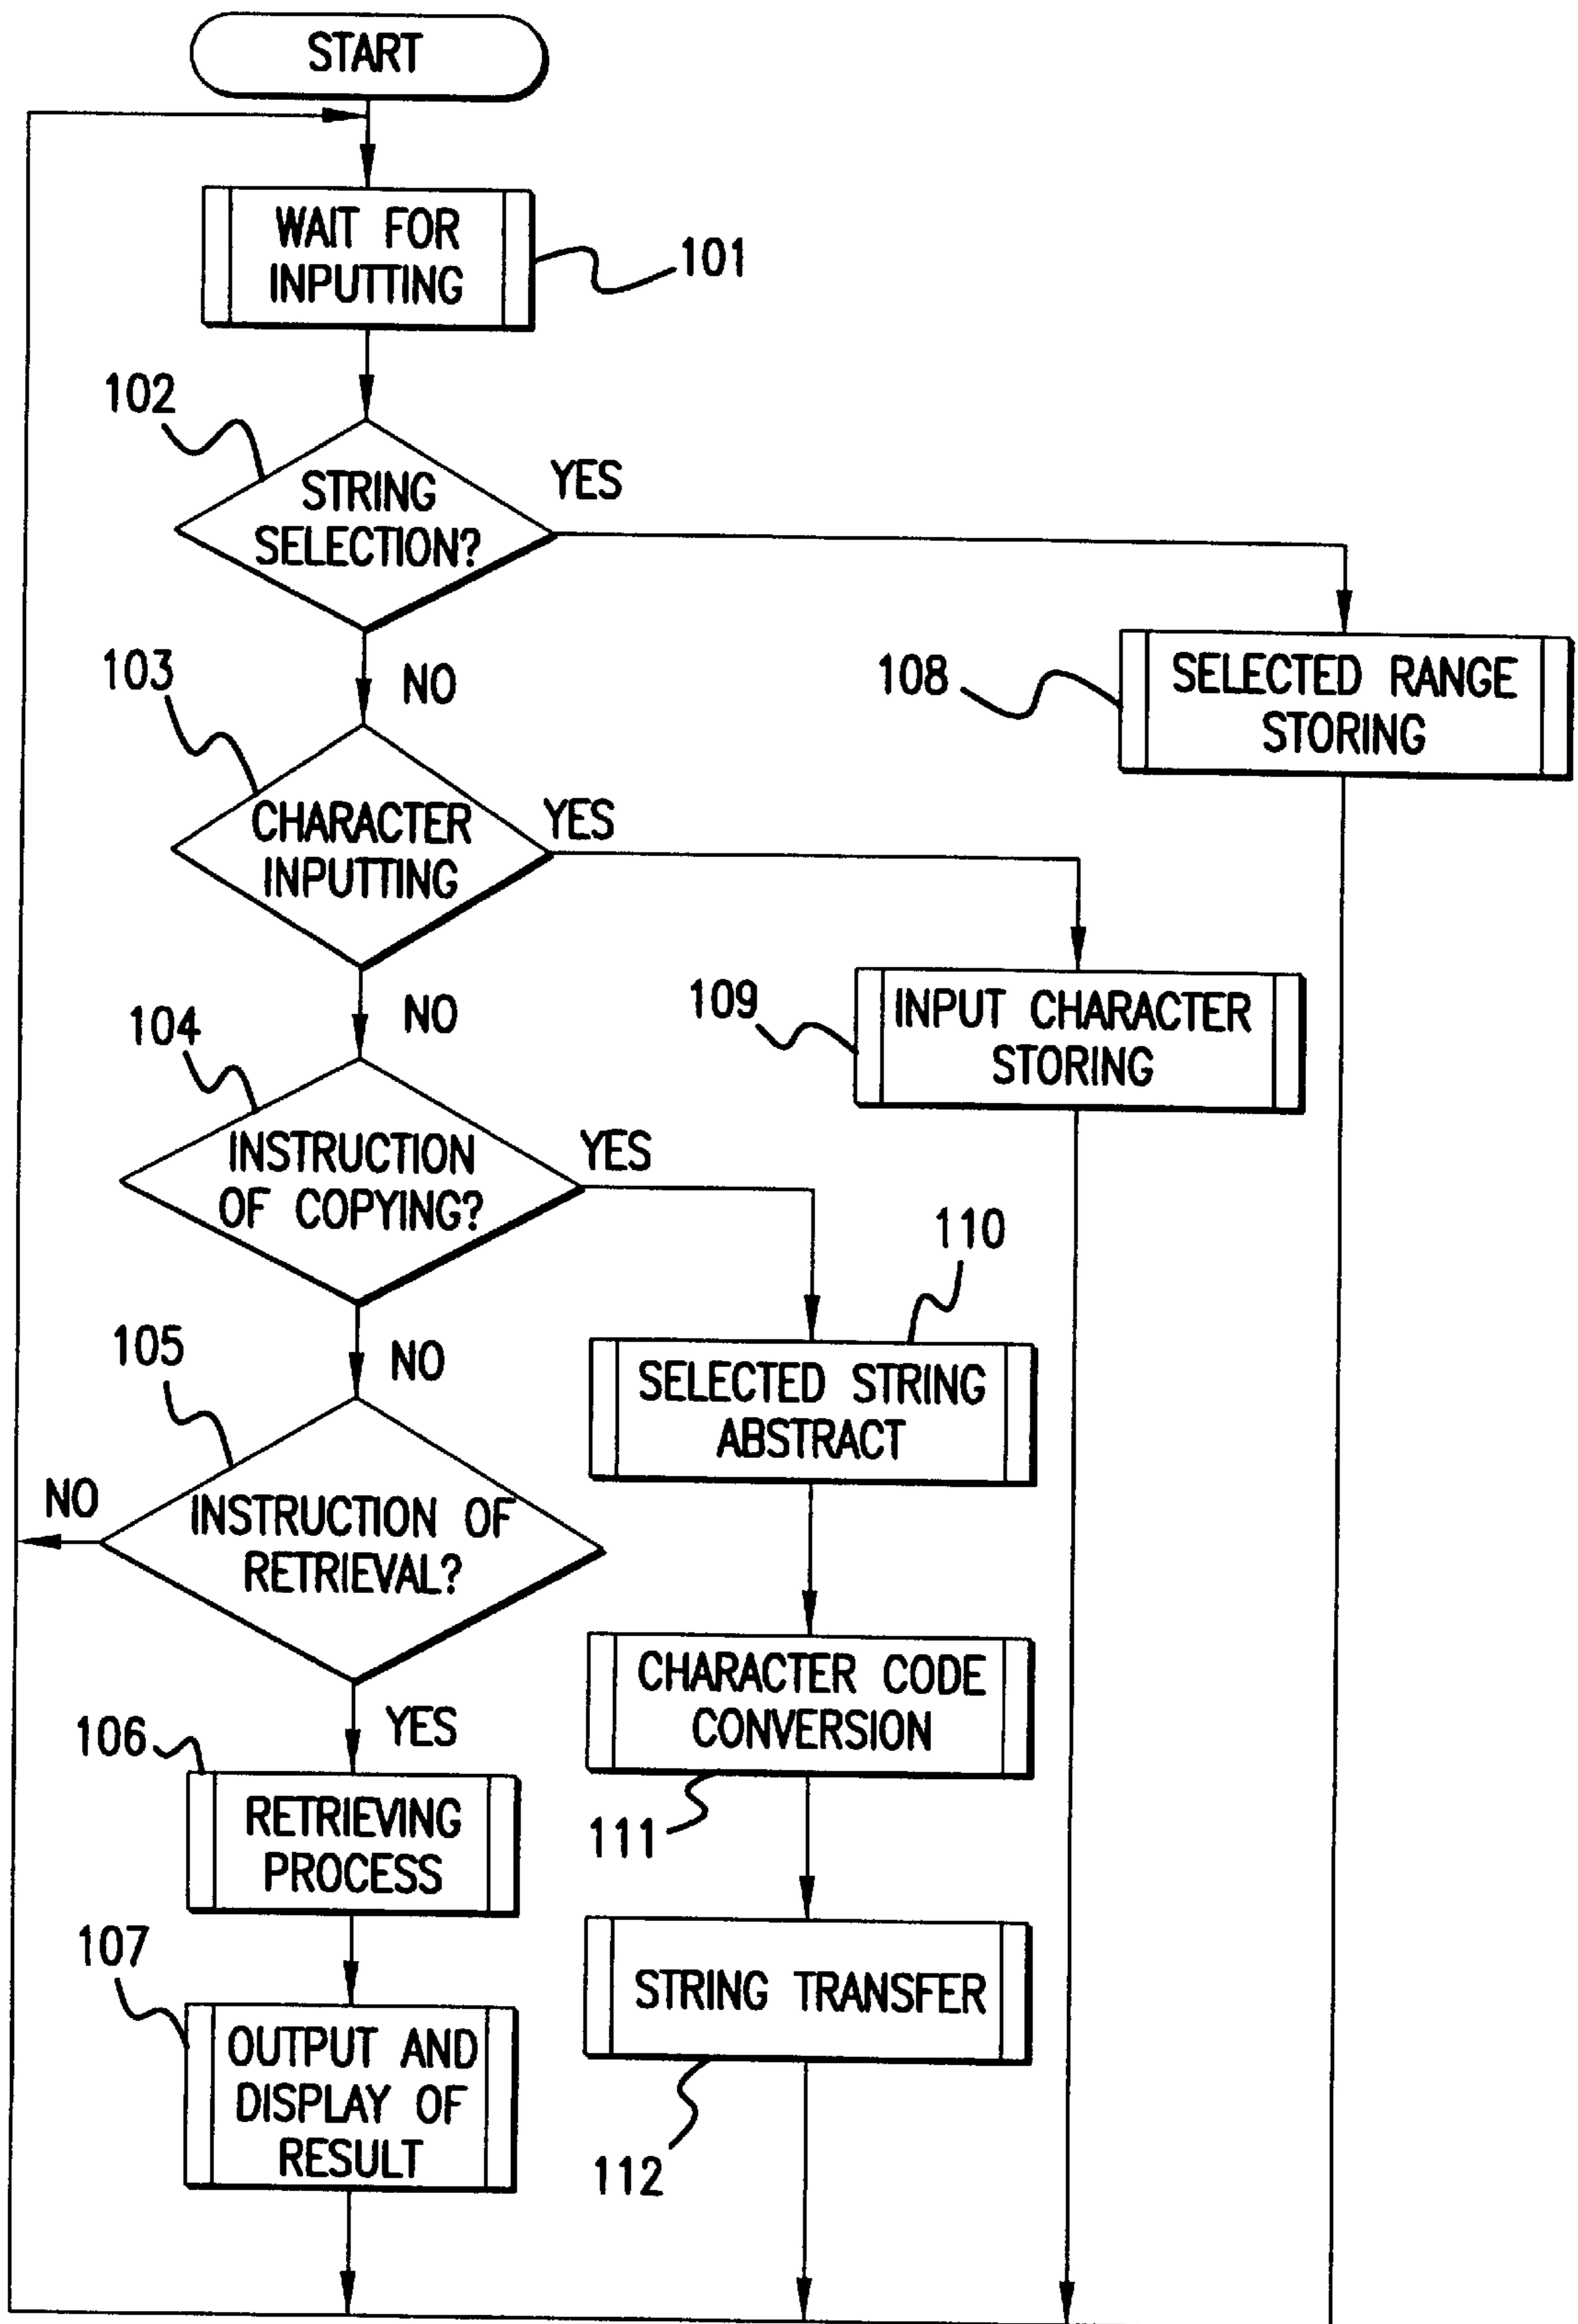 START
WAIT FOR
INPUTTING
101
102
STRING
SELECTION?
YES
NO
108
SELECTED RANGE
STORING
103
CHARACTER
INPUTTING
YES
NO
109
INPUT CHARACTER
STORING
104
INSTRUCTION
OF COPYING?
YES
NO
110
SELECTED STRING
ABSTRACT
105
NO
INSTRUCTION OF
RETRIEVAL?
YES
CHARACTER CODE
CONVERSION
111
106
RETRIEVING
PROCESS
STRING TRANSFER
112
107
OUTPUT AND
DISPLAY OF
RESULT